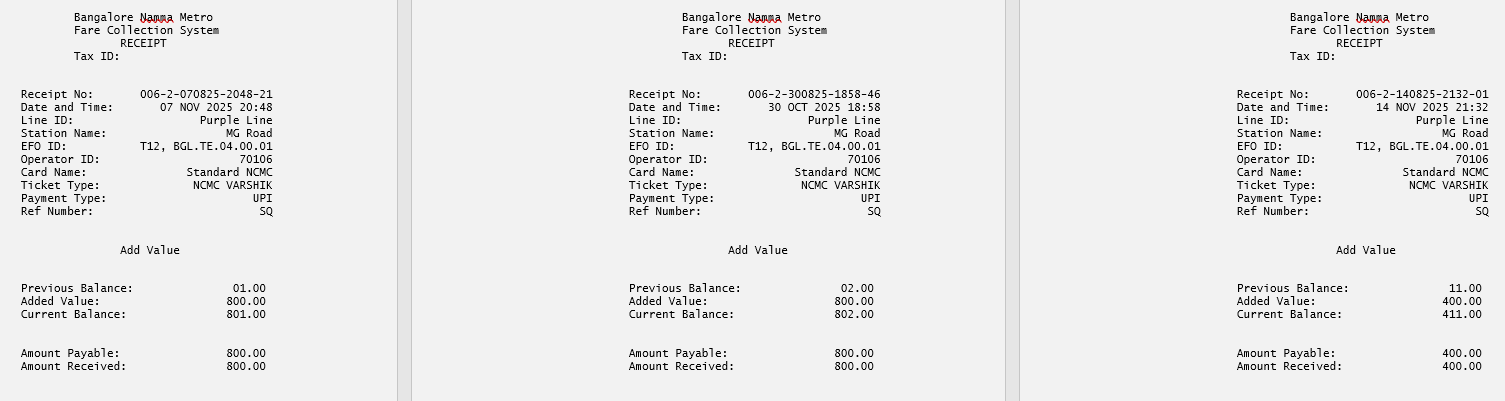 Bangalore Namma Metro
Fare Collection System
RECEIPT
Tax ID:
Receipt No: 006-2-070825-2048-21
Date and Time: 07 NOV 2025 20:48
Line ID: Purple Line
Station Name: MG Road
EFO ID: T12, BGL.TE.04.00.01
Operator ID: 70106
Card Name: Standard NCMC
Ticket Type: NCMC VARSHIK
Payment Type: UPI
Ref Number: SQ
Add Value
Previous Balance: 01.00
Added Value: 800.00
Current Balance: 801.00
Amount Payable: 800.00
Amount Received: 800.00
Bangalore Namma Metro
Fare Collection System
RECEIPT
Tax ID:
Receipt No: 006-2-300825-1858-46
Date and Time: 30 OCT 2025 18:58
Line ID: Purple Line
Station Name: MG Road
EFO ID: T12, BGL.TE.04.00.01
Operator ID: 70106
Card Name: Standard NCMC
Ticket Type: NCMC VARSHIK
Payment Type: UPI
Ref Number: SQ
Add Value
Previous Balance: 02.00
Added Value: 800.00
Current Balance: 802.00
Amount Payable: 800.00
Amount Received: 800.00
Bangalore Namma Metro
Fare Collection System
RECEIPT
Tax ID:
Receipt No: 006-2-140825-2132-01
Date and Time: 14 NOV 2025 21:32
Line ID: Purple Line
Station Name: MG Road
EFO ID: T12, BGL.TE.04.00.01
Operator ID: 70106
Card Name: Standard NCMC
Ticket Type: NCMC VARSHIK
Payment Type: UPI
Ref Number: SQ
Add Value
Previous Balance: 11.00
Added Value: 400.00
Current Balance: 411.00
Amount Payable: 400.00
Amount Received: 400.00